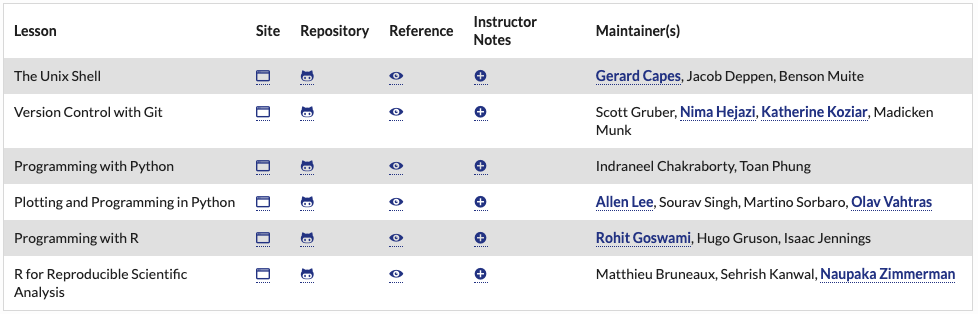 Lesson Site Repository Reference Instructor Notes Maintainer(s)
The Unix Shell Gerard Capes, Jacob Deppen, Benson Muite
Version Control with Git Scott Gruber, Nima Hejazi, Katherine Koziar, Madicken
Munk
Programming with Python Indraneel Chakraborty, Toan Phung
Plotting and Programming in Python Allen Lee, Sourav Singh, Martino Sorbaro, Olav Vahtras
Programming with R Rohit Goswami, Hugo Gruson, Isaac Jennings
R for Reproducible Scientific Matthieu Bruneaux, Sehrish Kanwal, Naupaka Zimmerman
Analysis